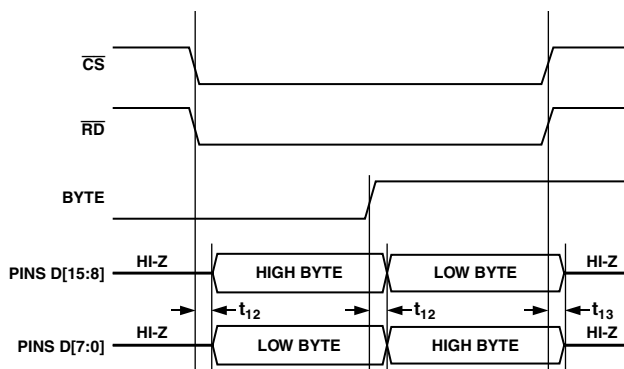 CS
RD
BYTE
PINS D[15:8] HI-Z HIGH BYTE LOW BYTE HI-Z
t12 t12 t13
PINS D[7:0] HI-Z LOW BYTE HIGH BYTE HI-Z